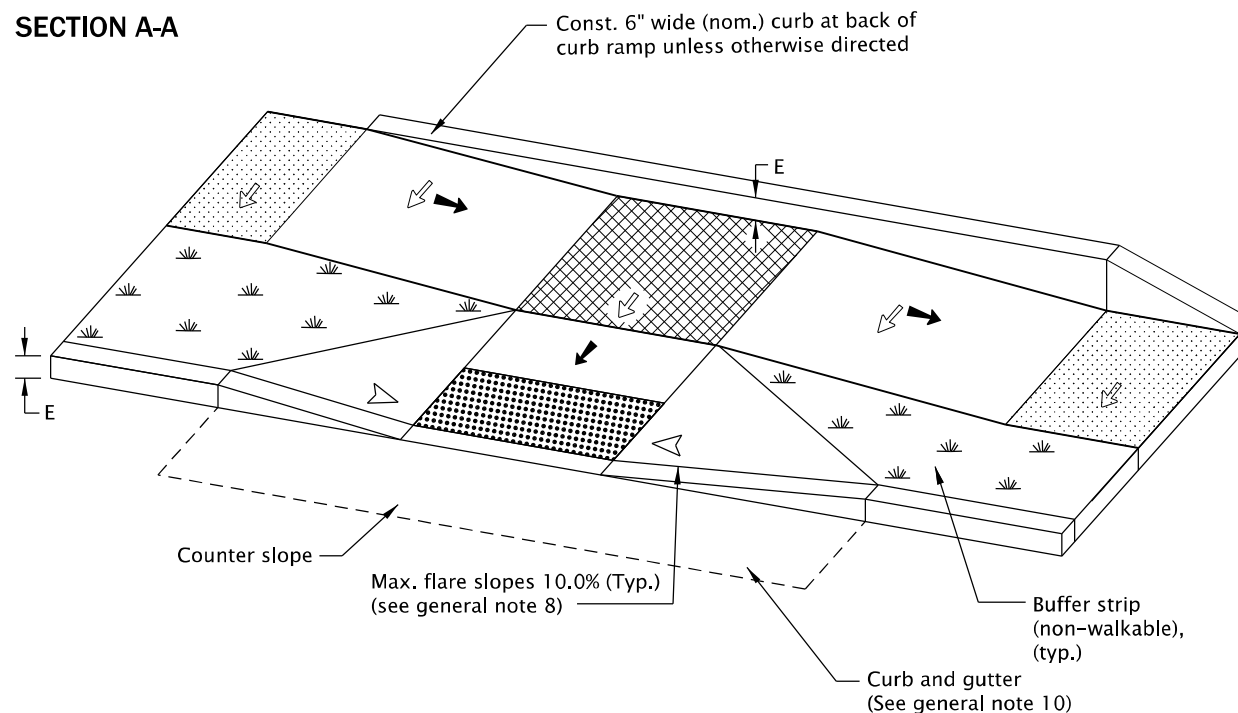 SECTION A-A
Const. 6" wide (nom.) curb at back of
curb ramp unless otherwise directed
E
E
Counter slope
Max. flare slopes 10.0% (Typ.)
(see general note 8)
Buffer strip
(non-walkable),
(typ.)
Curb and gutter
(See general note 10)